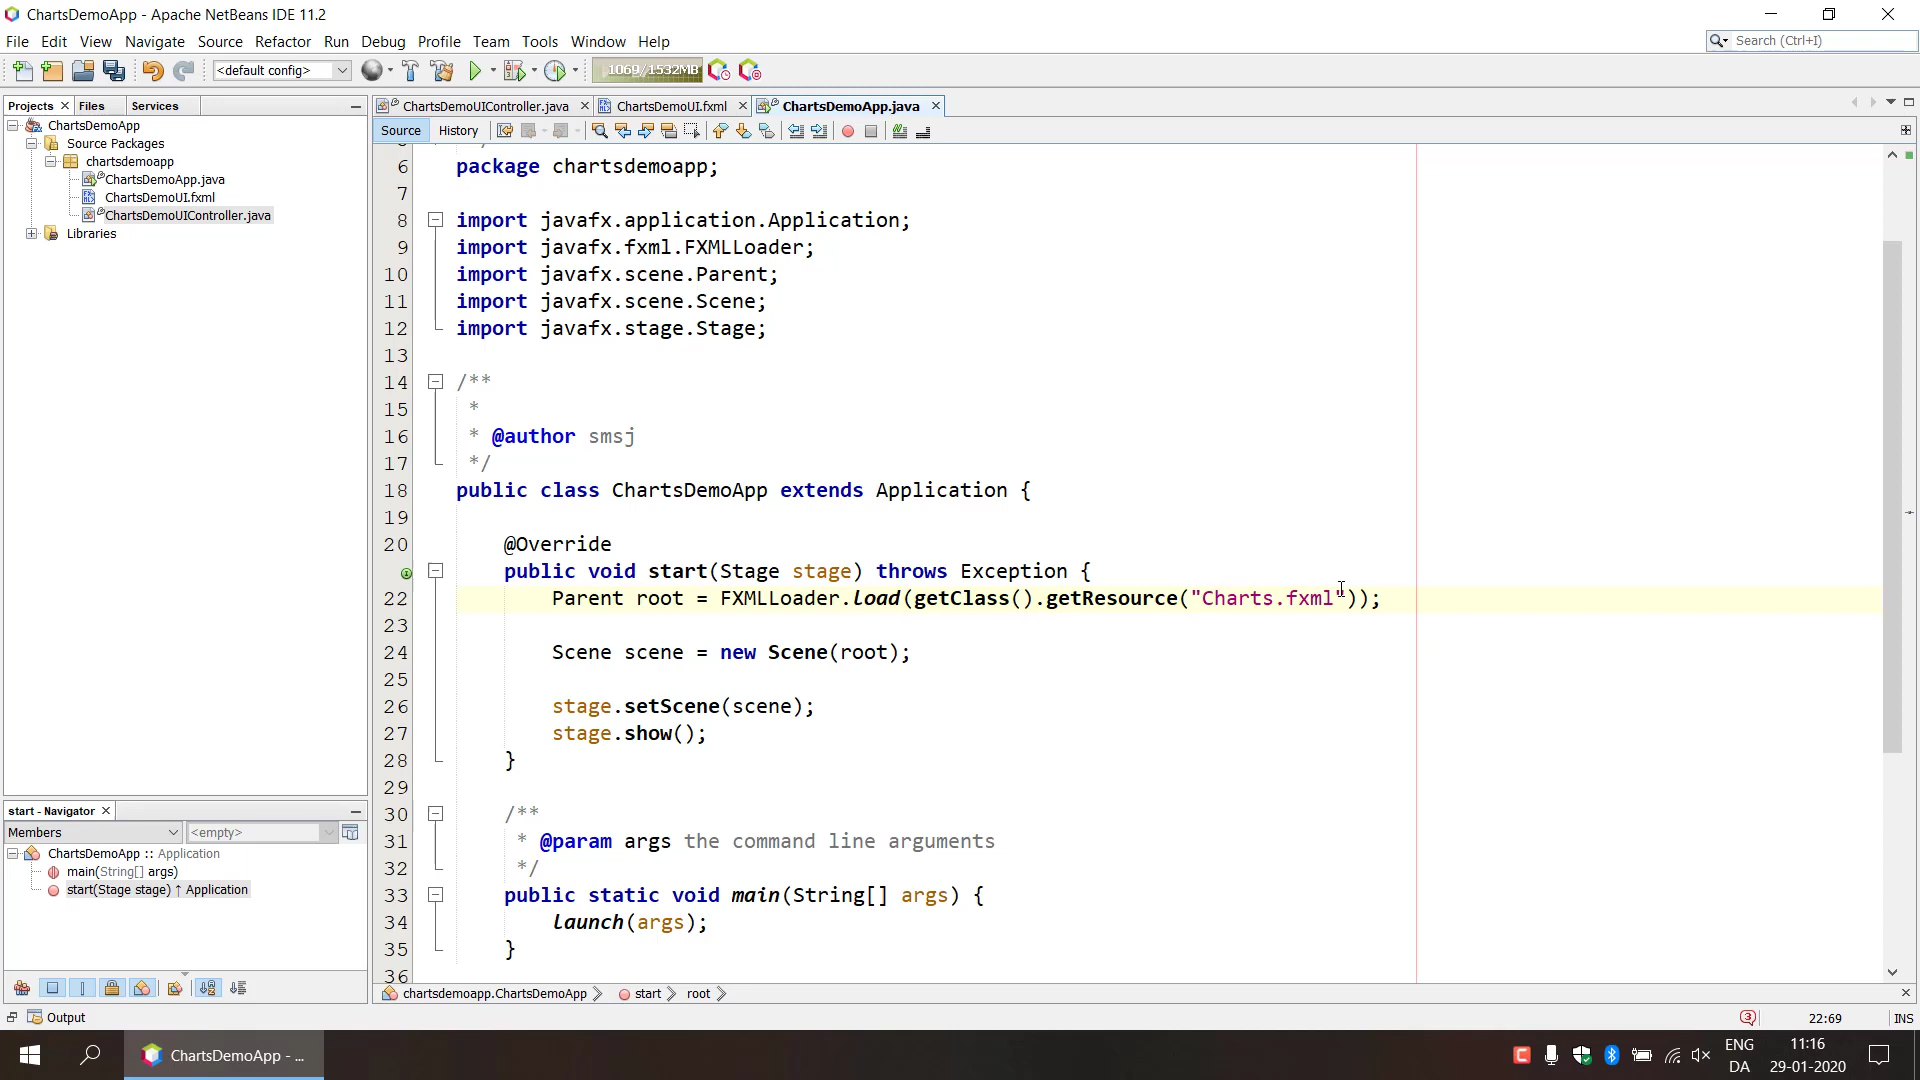 ChartsDemoApp - Apache NetBeans IDE 11.2
File Edit View Navigate Source Refactor Run Debug Profile Team Tools Window Help
Search (Ctrl+I)
<default config>
1069/1532MB
Projects Files Services
ChartsDemoApp
Source Packages
chartsdemoapp
ChartsDemoApp.java
ChartsDemoUI.fxml
ChartsDemoUIController.java
Libraries
ChartsDemoUIController.java ChartsDemoUI.fxml ChartsDemoApp.java
Source History
6 package chartsdemoapp;
7
8 import javafx.application.Application;
9 import javafx.fxml.FXMLLoader;
10 import javafx.scene.Parent;
11 import javafx.scene.Scene;
12 import javafx.stage.Stage;
13
14 /**
15 *
16 * @author smsj
17 */
18 public class ChartsDemoApp extends Application {
19
20 @Override
public void start(Stage stage) throws Exception {
22 Parent root = FXMLLoader.load(getClass().getResource("Charts.fxml"));
23
24 Scene scene = new Scene(root);
25
26 stage.setScene(scene);
27 stage.show();
28 }
29
30 /**
31 * @param args the command line arguments
32 */
33 public static void main(String[] args) {
34 launch(args);
35 }
36
start - Navigator
Members <empty>
ChartsDemoApp :: Application
main(String[] args)
start(Stage stage) ↑ Application
chartsdemoapp.ChartsDemoApp start root
Output
3 22:69 INS
ChartsDemoApp - ...
ENG
DA
11:16
29-01-2020